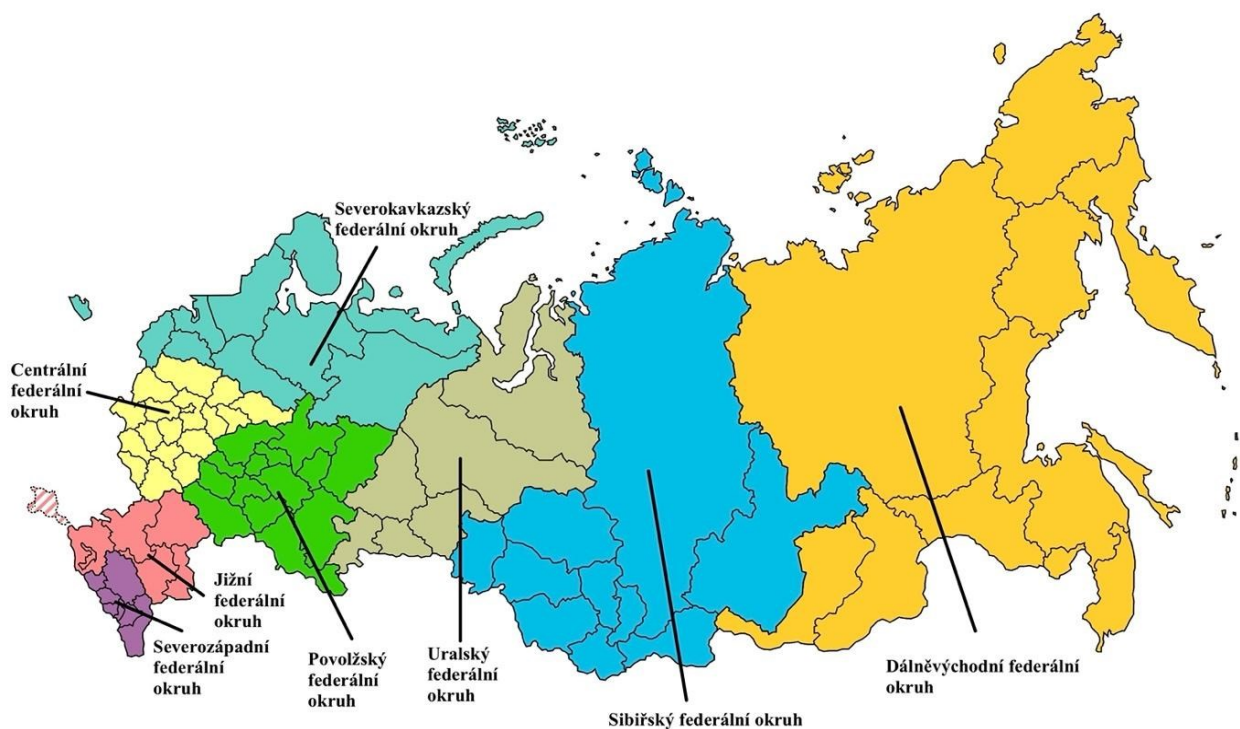 Severokavkazský
federální okruh
Centrální
federální
okruh
Jižní
federální
okruh
Severozápadní
federální
okruh
Povolžský
federální
okruh
Uralský
federální
okruh
Dálněvýchodní federální
okruh
Sibiřský federální okruh